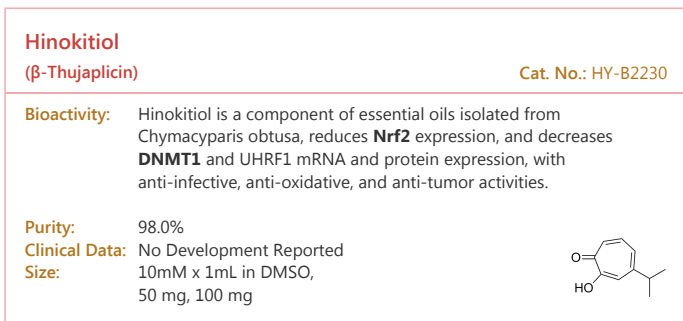 Hinokitiol
(β-Thujaplicin)
Cat. No.: HY-B2230
Bioactivity: Hinokitiol is a component of essential oils isolated from
Chymacyparis obtusa, reduces Nrf2 expression, and decreases
DNMT1 and UHRF1 mRNA and protein expression, with
anti-infective, anti-oxidative, and anti-tumor activities.
Purity: 98.0%
Clinical Data: No Development Reported
Size: 10mM x 1mL in DMSO,
50 mg, 100 mg
O
HO